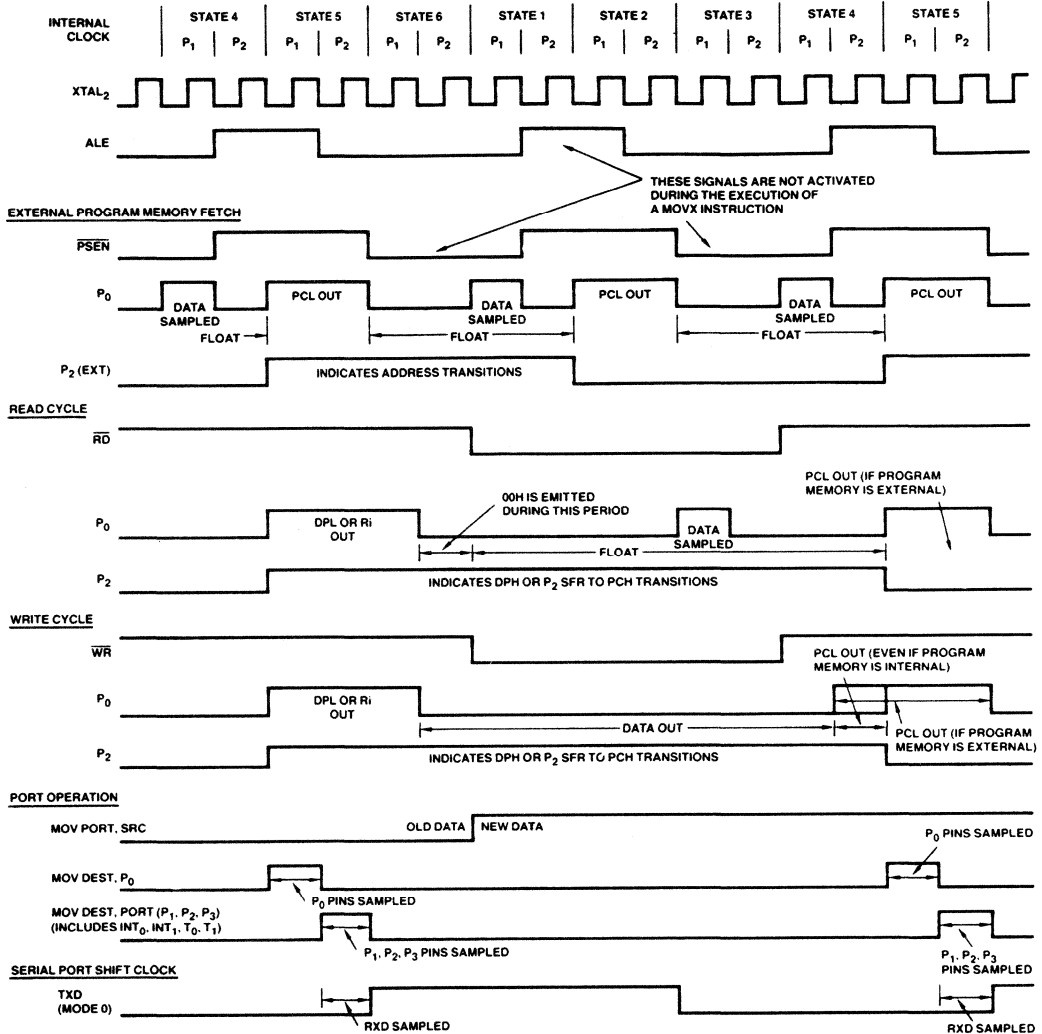 INTERNAL
CLOCK
STATE 4 STATE 5 STATE 6 STATE 1 STATE 2 STATE 3 STATE 4 STATE 5
P1 P2 P1 P2 P1 P2 P1 P2 P1 P2 P1 P2 P1 P2 P1 P2
XTAL2
ALE
THESE SIGNALS ARE NOT ACTIVATED
DURING THE EXECUTION OF
A MOVX INSTRUCTION
EXTERNAL PROGRAM MEMORY FETCH
PSEN
P0
DATA
SAMPLED
PCL OUT
DATA
SAMPLED
PCL OUT
DATA
SAMPLED
PCL OUT
FLOAT
FLOAT
FLOAT
P2 (EXT)
INDICATES ADDRESS TRANSITIONS
READ CYCLE
RD
PCL OUT (IF PROGRAM
MEMORY IS EXTERNAL)
00H IS EMITTED
DURING THIS PERIOD
P0
DPL OR Ri
OUT
DATA
SAMPLED
FLOAT
P2
INDICATES DPH OR P2 SFR TO PCH TRANSITIONS
WRITE CYCLE
WR
PCL OUT (EVEN IF PROGRAM
MEMORY IS INTERNAL)
P0
DPL OR Ri
OUT
DATA OUT
PCL OUT (IF PROGRAM
MEMORY IS EXTERNAL)
P2
INDICATES DPH OR P2 SFR TO PCH TRANSITIONS
PORT OPERATION
MOV PORT, SRC
OLD DATA
NEW DATA
P0 PINS SAMPLED
MOV DEST, P0
P0 PINS SAMPLED
MOV DEST, PORT (P1, P2, P3)
(INCLUDES INT0, INT1, T0, T1)
P1, P2, P3 PINS SAMPLED
P1, P2, P3
PINS SAMPLED
SERIAL PORT SHIFT CLOCK
TXD
(MODE 0)
RXD SAMPLED
RXD SAMPLED